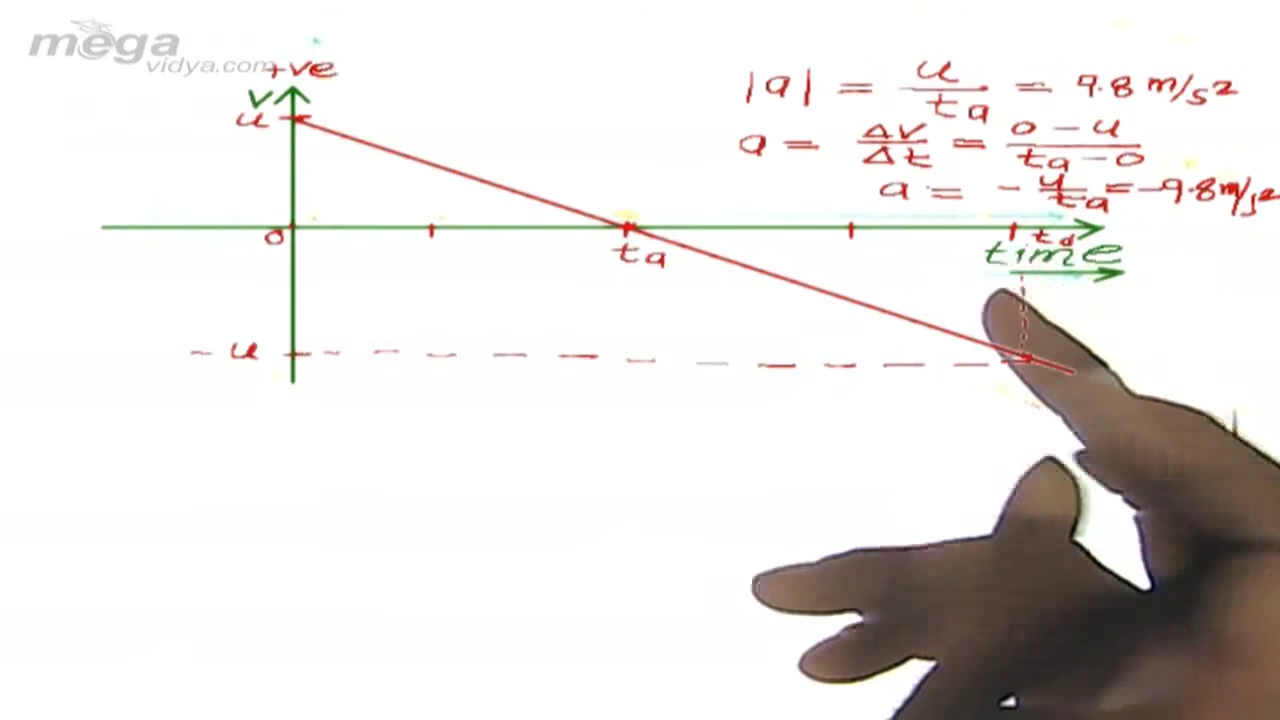 mega
vidya.com
+ve
v
u
|a| = u/ta = 9.8 m/s²
a = Δv/Δt = 0 - u/ta - 0
a = - u/ta = -9.8 m/s²
0
ta
td
time
- u